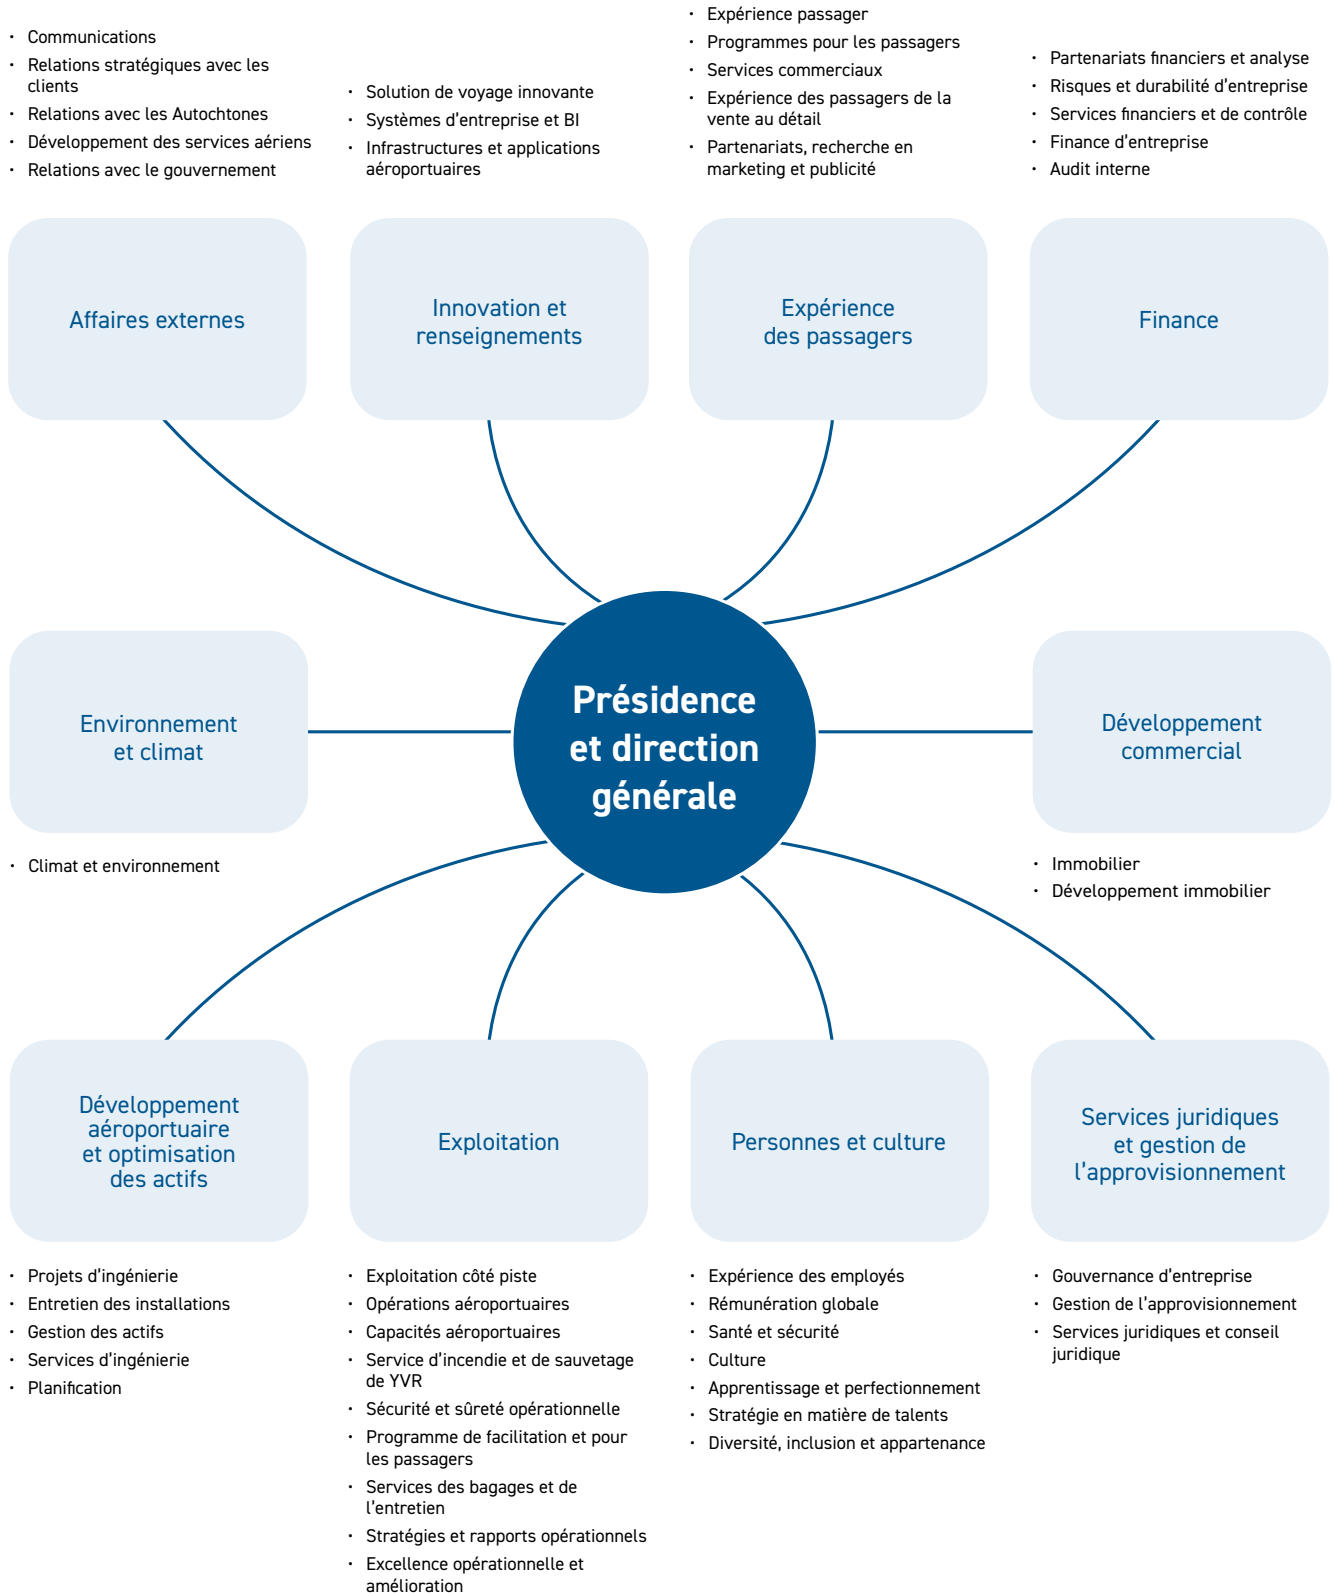 • Communications
• Relations stratégiques avec les
clients
• Relations avec les Autochtones
• Développement des services aériens
• Relations avec le gouvernement
• Solution de voyage innovante
• Systèmes d'entreprise et BI
• Infrastructures et applications
aéroportuaires
• Expérience passager
• Programmes pour les passagers
• Services commerciaux
• Expérience des passagers de la
vente au détail
• Partenariats, recherche en
marketing et publicité
• Partenariats financiers et analyse
• Risques et durabilité d'entreprise
• Services financiers et de contrôle
• Finance d'entreprise
• Audit interne
Affaires externes
Innovation et
renseignements
Expérience
des passagers
Finance
Environnement
et climat
• Climat et environnement
Présidence
et direction
générale
Développement
commercial
• Immobilier
• Développement immobilier
Développement
aéroportuaire
et optimisation
des actifs
Exploitation
Personnes et culture
Services juridiques
et gestion de
l'approvisionnement
• Projets d'ingénierie
• Entretien des installations
• Gestion des actifs
• Services d'ingénierie
• Planification
• Exploitation côté piste
• Opérations aéroportuaires
• Capacités aéroportuaires
• Service d'incendie et de sauvetage
de YVR
• Sécurité et sûreté opérationnelle
• Programme de facilitation et pour
les passagers
• Services des bagages et de
l'entretien
• Stratégies et rapports opérationnels
• Excellence opérationnelle et
amélioration
• Expérience des employés
• Rémunération globale
• Santé et sécurité
• Culture
• Apprentissage et perfectionnement
• Stratégie en matière de talents
• Diversité, inclusion et appartenance
• Gouvernance d'entreprise
• Gestion de l'approvisionnement
• Services juridiques et conseil
juridique